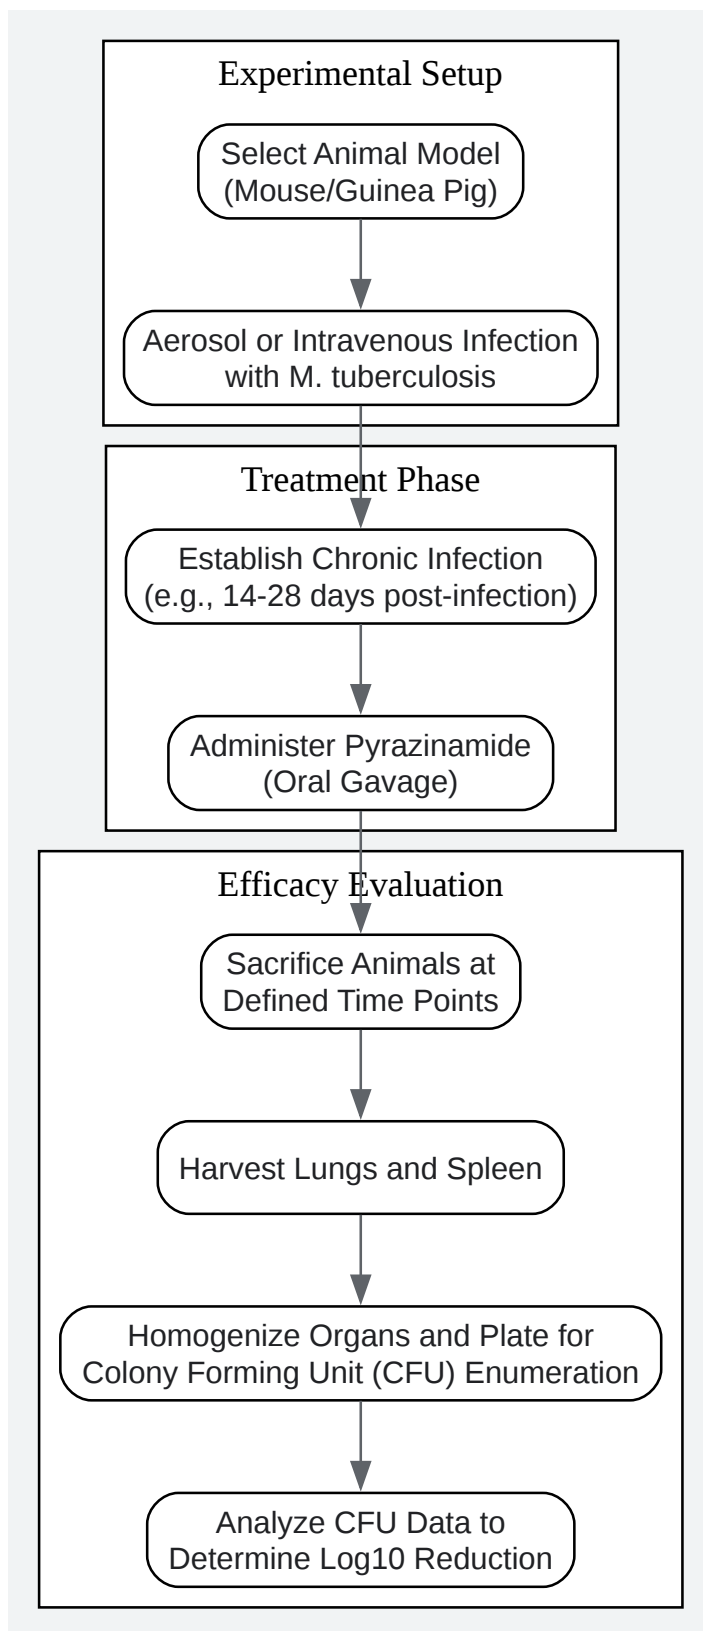 Experimental Setup
Select Animal Model
(Mouse/Guinea Pig)
Aerosol or Intravenous Infection
with M. tuberculosis
Treatment Phase
Establish Chronic Infection
(e.g., 14-28 days post-infection)
Administer Pyrazinamide
(Oral Gavage)
Efficacy Evaluation
Sacrifice Animals at
Defined Time Points
Harvest Lungs and Spleen
Homogenize Organs and Plate for
Colony Forming Unit (CFU) Enumeration
Analyze CFU Data to
Determine Log10 Reduction